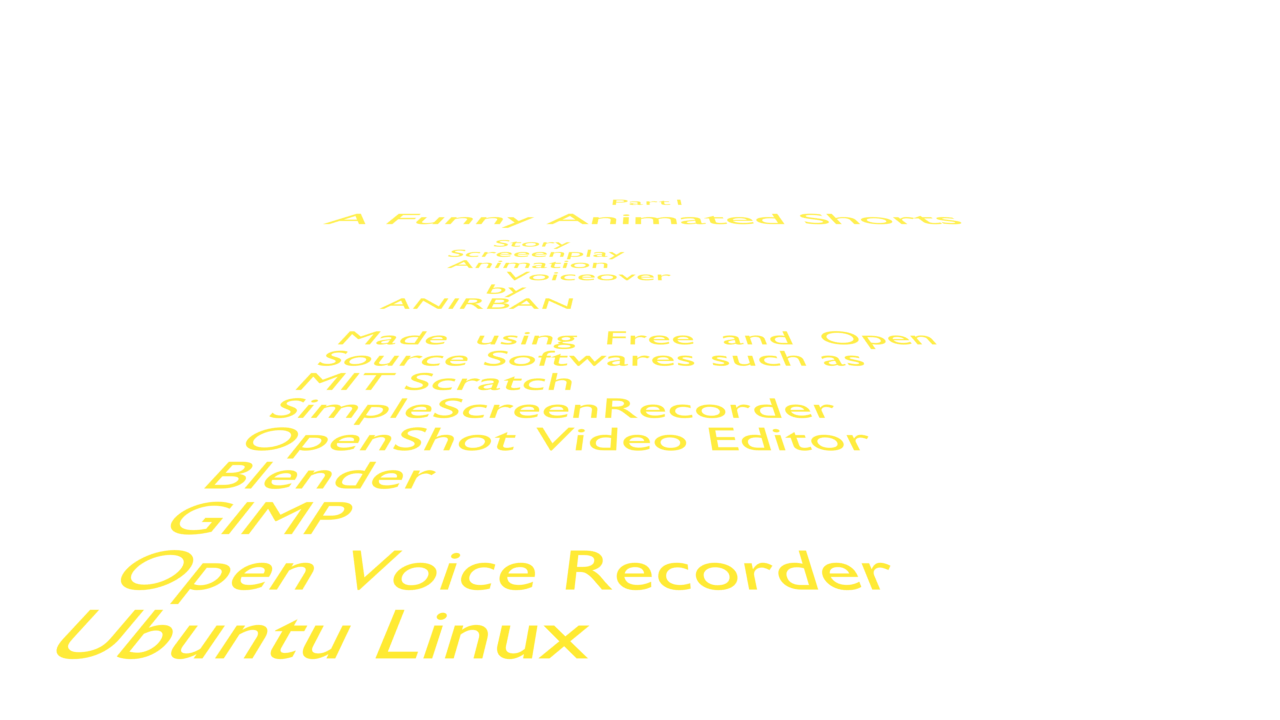 Part1
A Funny Animated Shorts
Story
Screeenplay
Animation
Voiceover
by
ANIRBAN
Made using Free and Open
Source Softwares such as
MIT Scratch
SimpleScreenRecorder
OpenShot Video Editor
Blender
GIMP
Open Voice Recorder
Ubuntu Linux